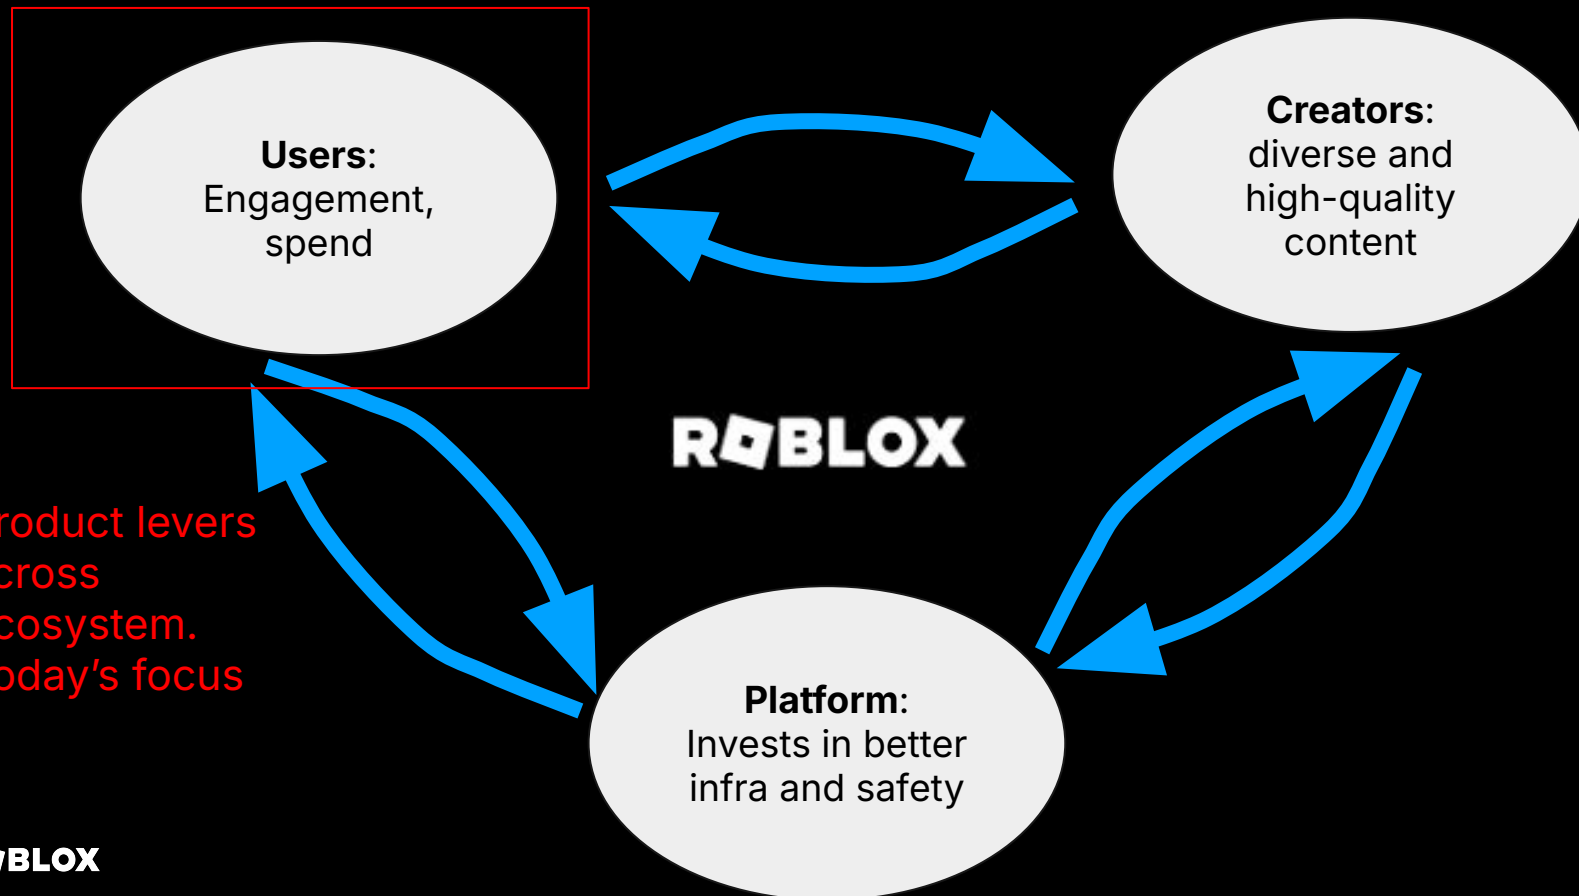 Users:
Engagement,
spend
Creators:
diverse and
high-quality
content
ROBLOX
roduct levers
cross
cosystem.
oday’s focus
Platform:
Invests in better
infra and safety
BLOX